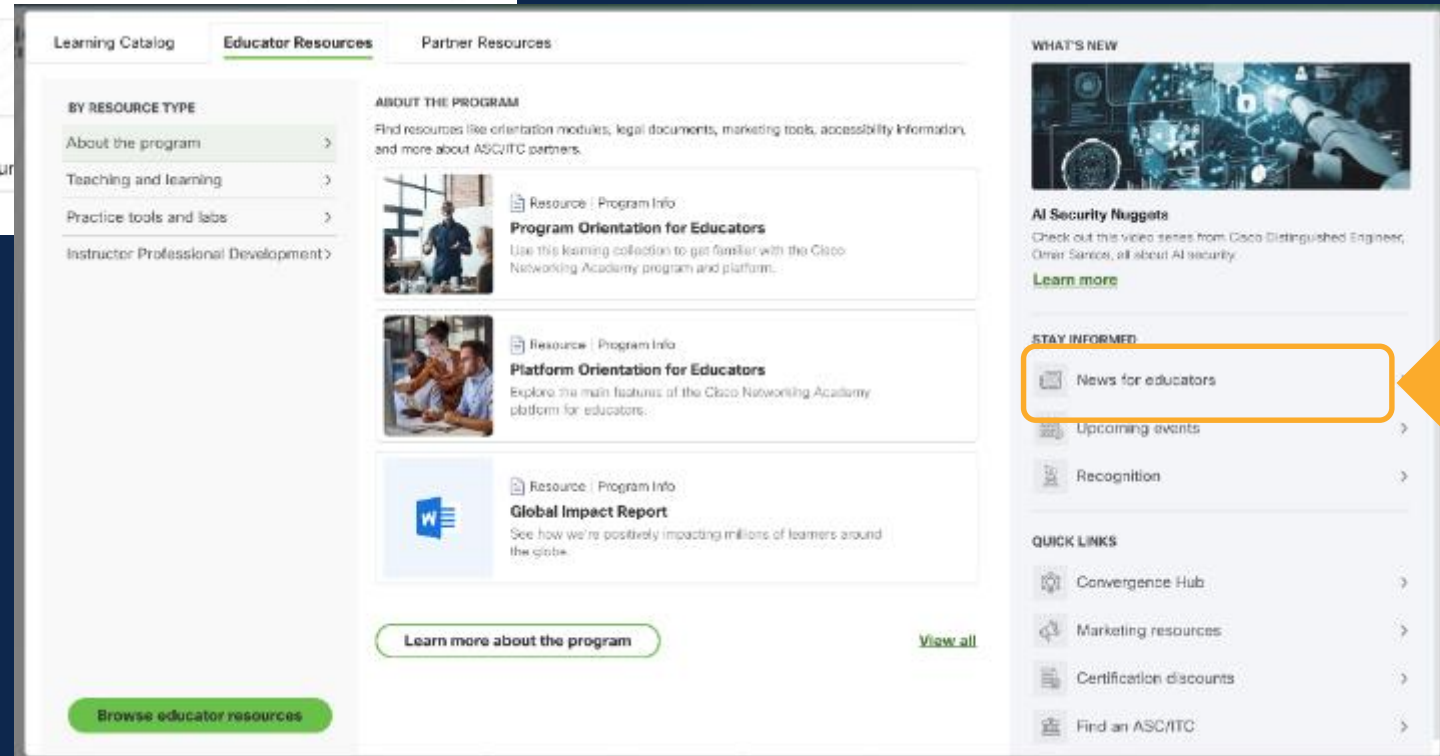 Learning Catalog
Educator Resources
Partner Resources
BY RESOURCE TYPE
About the program
Teaching and learning
Practice tools and labs
Instructor Professional Development
Browse educator resources
ABOUT THE PROGRAM
Find resources like orientation modules, legal documents, marketing tools, accessibility information,
and more about ASC/ITC partners.
Resource | Program Info
Program Orientation for Educators
Use this learning collection to get familiar with the Cisco
Networking Academy program and platform.
Resource | Program Info
Platform Orientation for Educators
Explore the main features of the Cisco Networking Academy
platform for educators.
Resource | Program Info
Global Impact Report
See how we're positively impacting millions of learners around
the globe.
Learn more about the program
View all
WHAT'S NEW
AI Security Nuggets
Check out this video series from Cisco Distinguished Engineer,
Omar Santos, all about AI security.
Learn more
STAY INFORMED
News for educators
Upcoming events
Recognition
QUICK LINKS
Convergence Hub
Marketing resources
Certification discounts
Find an ASC/ITC